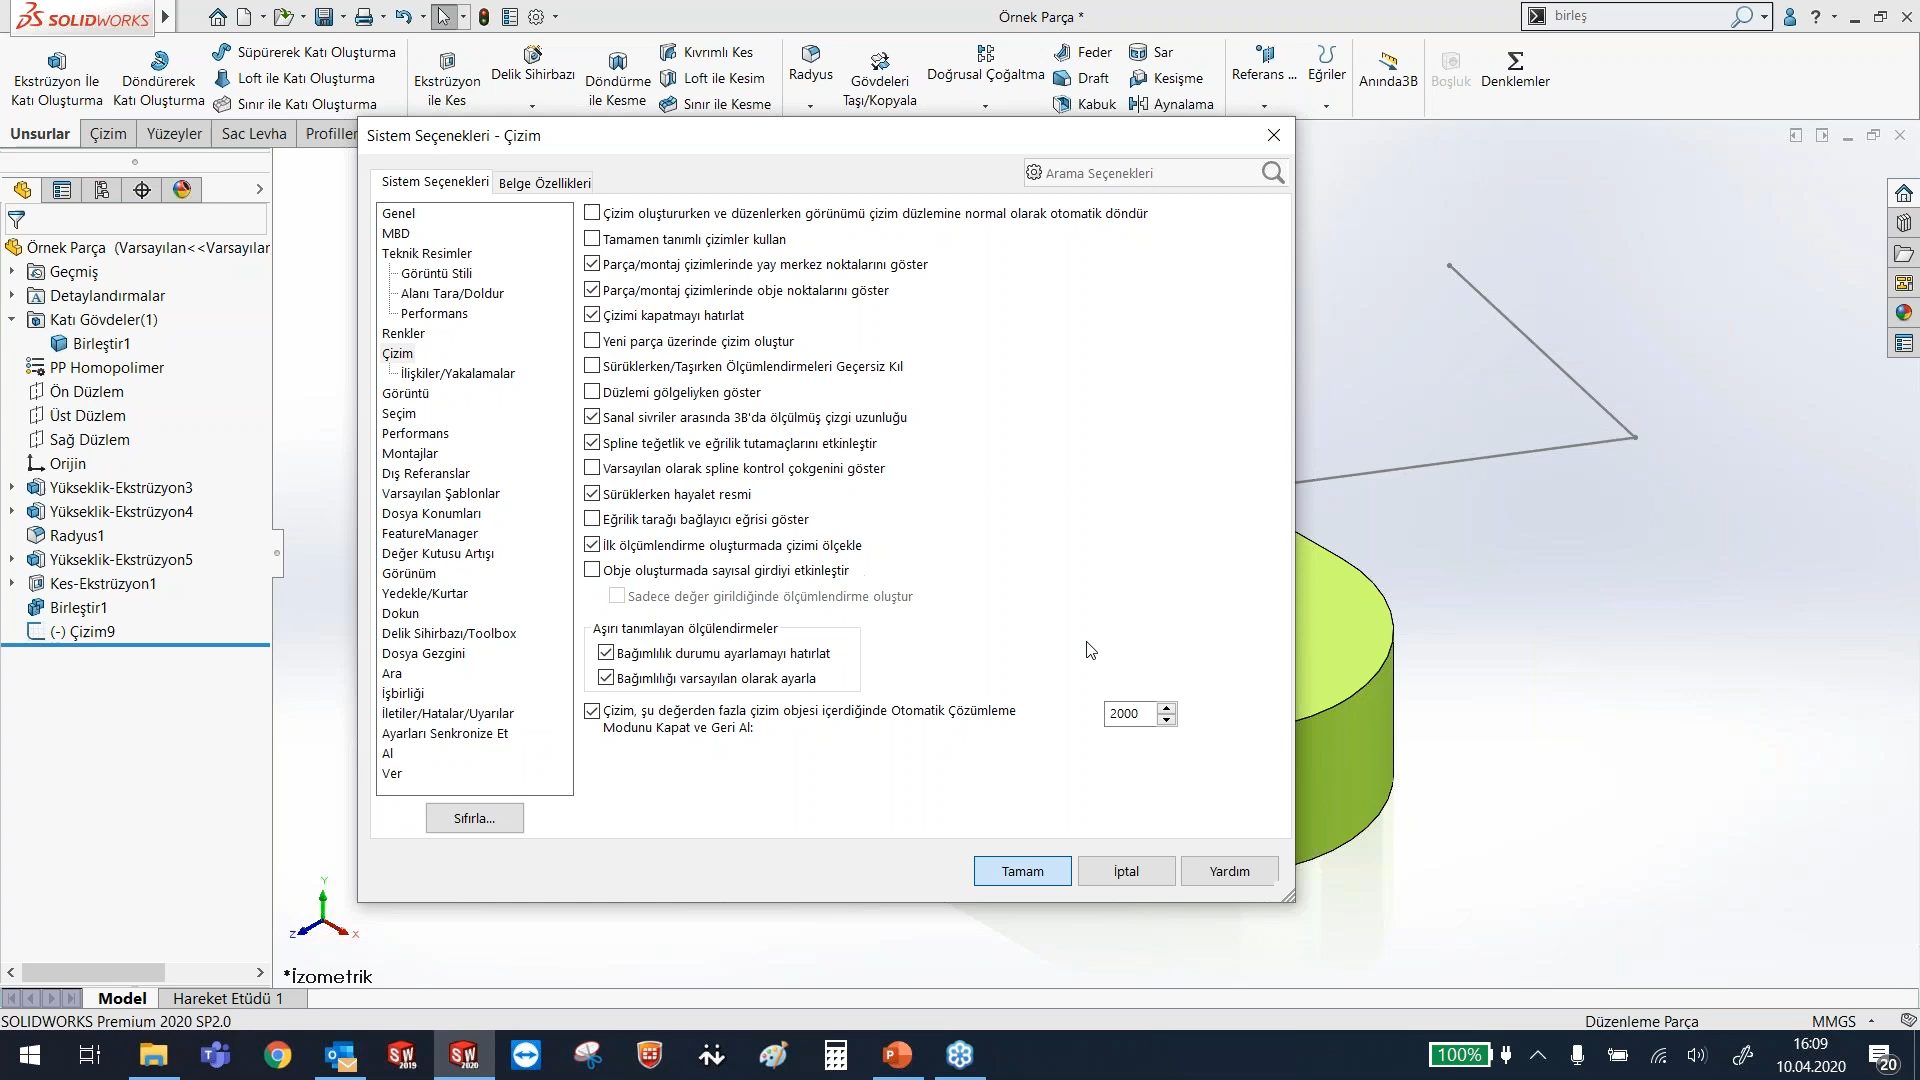 SOLIDWORKS
Örnek Parça *
birleş
Ekstrüzyon İle
Katı Oluşturma
Döndürerek
Katı Oluşturma
Süpürerek Katı Oluşturma
Loft ile Katı Oluşturma
Sınır ile Katı Oluşturma
Ekstrüzyon
ile Kes
Delik Sihirbazı
Döndürme
ile Kesme
Kıvrımlı Kes
Loft ile Kesim
Sınır ile Kesme
Radyus
Gövdeleri
Taşı/Kopyala
Doğrusal Çoğaltma
Feder
Draft
Kabuk
Sar
Kesişme
Aynalama
Referans ...
Eğriler
Anında3B
Boşluk
Denklemler
Unsurlar
Çizim
Yüzeyler
Sac Levha
Profiller
Örnek Parça (Varsayılan<<Varsayılar
Geçmiş
Detaylandırmalar
Katı Gövdeler(1)
Birleştir1
PP Homopolimer
Ön Düzlem
Üst Düzlem
Sağ Düzlem
Orijin
Yükseklik-Ekstrüzyon3
Yükseklik-Ekstrüzyon4
Radyus1
Yükseklik-Ekstrüzyon5
Kes-Ekstrüzyon1
Birleştir1
(-) Çizim9
Sistem Seçenekleri - Çizim
Sistem Seçenekleri
Belge Özellikleri
Arama Seçenekleri
Genel
MBD
Teknik Resimler
Görüntü Stili
Alanı Tara/Doldur
Performans
Renkler
Çizim
İlişkiler/Yakalamalar
Görüntü
Seçim
Performans
Montajlar
Dış Referanslar
Varsayılan Şablonlar
Dosya Konumları
FeatureManager
Değer Kutusu Artışı
Görünüm
Yedekle/Kurtar
Dokun
Delik Sihirbazı/Toolbox
Dosya Gezgini
Ara
İşbirliği
İletiler/Hatalar/Uyarılar
Ayarları Senkronize Et
Al
Ver
Sıfırla...
Çizim oluştururken ve düzenlerken görünümü çizim düzlemine normal olarak otomatik döndür
Tamamen tanımlı çizimler kullan
Parça/montaj çizimlerinde yay merkez noktalarını göster
Parça/montaj çizimlerinde obje noktalarını göster
Çizimi kapatmayı hatırlat
Yeni parça üzerinde çizim oluştur
Sürüklerken/Taşırken Ölçümlendirmeleri Geçersiz Kıl
Düzlemi gölgeliyken göster
Sanal sivriler arasında 3B'da ölçülmüş çizgi uzunluğu
Spline teğetlik ve eğrilik tutamaçlarını etkinleştir
Varsayılan olarak spline kontrol çokgenini göster
Sürüklerken hayalet resmi
Eğrilik tarağı bağlayıcı eğrisi göster
İlk ölçümlendirme oluşturmada çizimi ölçekle
Obje oluşturmada sayısal girdiyi etkinleştir
Sadece değer girildiğinde ölçümlendirme oluştur
Aşırı tanımlayan ölçülendirmeler
Bağımlılık durumu ayarlamayı hatırlat
Bağımlılığı varsayılan olarak ayarla
Çizim, şu değerden fazla çizim objesi içerdiğinde Otomatik Çözümleme
Modunu Kapat ve Geri Al:
2000
Tamam
İptal
Yardım
Y
Z
X
*İzometrik
Model
Hareket Etüdü 1
SOLIDWORKS Premium 2020 SP2.0
Düzenleme Parça
MMGS
SW
2019
SW
2020
100%
16:09
10.04.2020
20